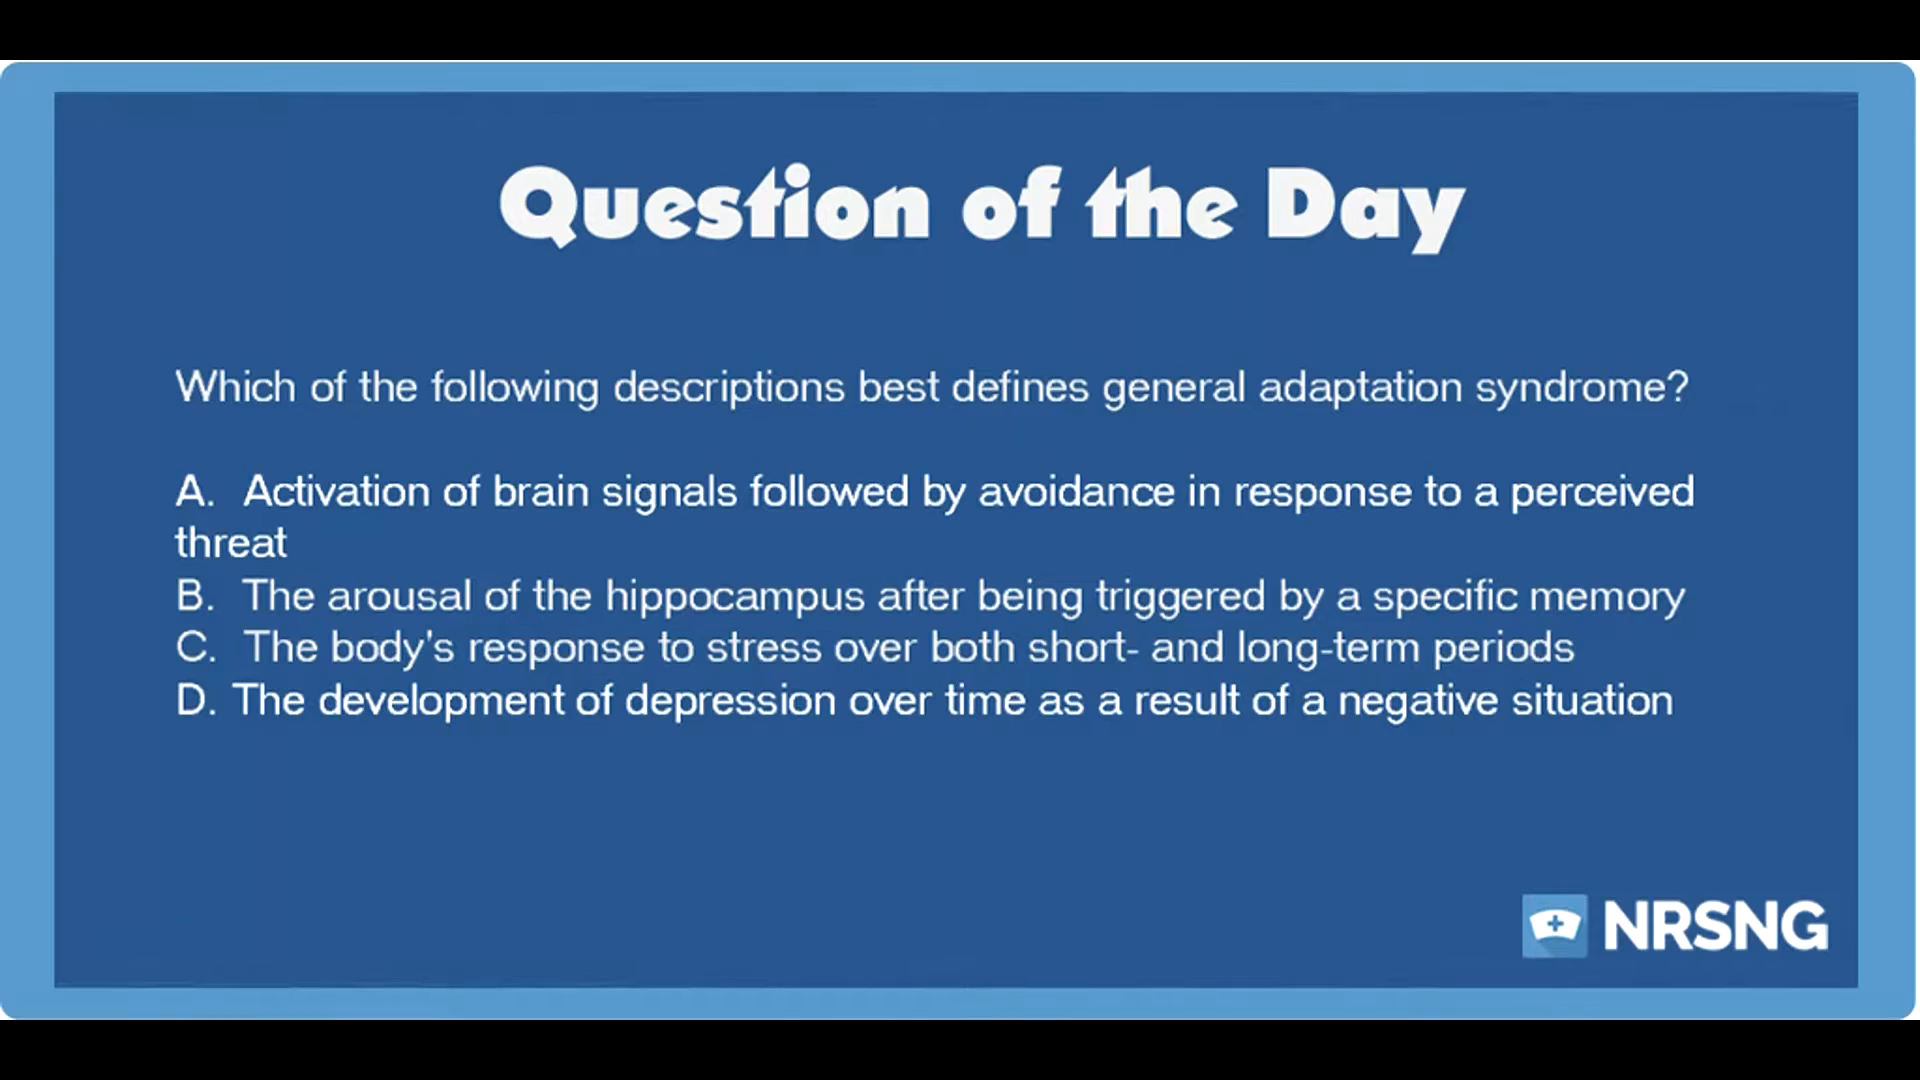 Question of the Day
Which of the following descriptions best defines general adaptation syndrome?
A. Activation of brain signals followed by avoidance in response to a perceived
threat
B. The arousal of the hippocampus after being triggered by a specific memory
C. The body's response to stress over both short- and long-term periods
D. The development of depression over time as a result of a negative situation
NRSNG